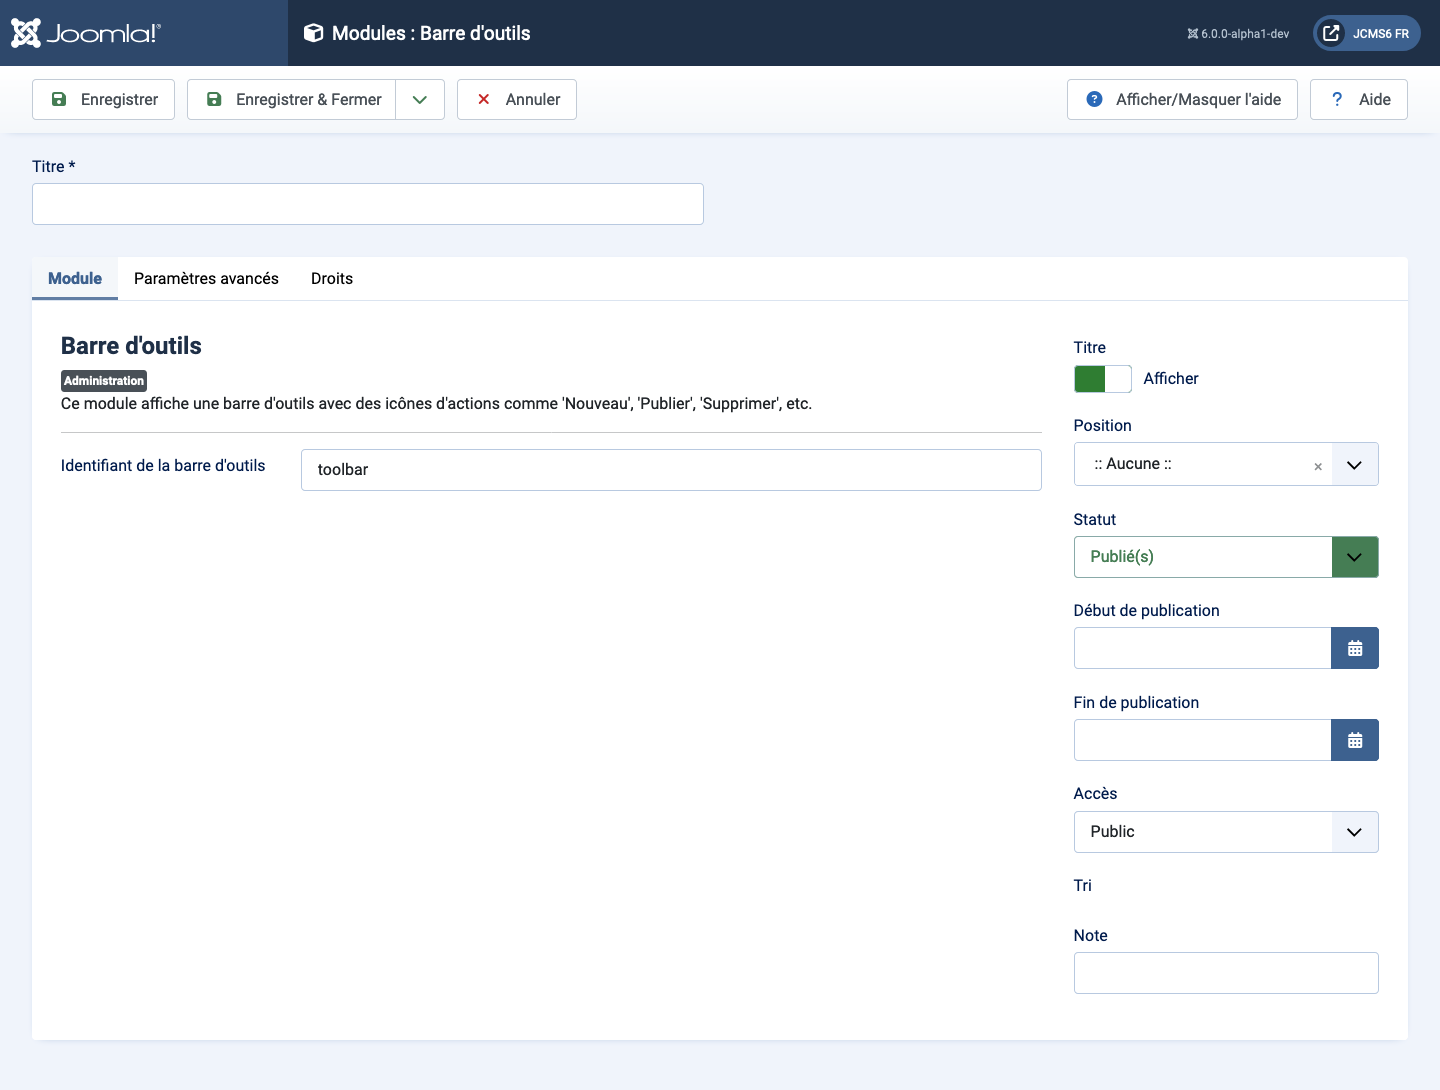 Joomla!®
Modules : Barre d'outils
6.0.0-alpha1-dev
JCMS6 FR
Enregistrer
Enregistrer & Fermer
Annuler
Afficher/Masquer l'aide
? Aide
Titre *
Module
Paramètres avancés
Droits
Barre d'outils
Administration
Ce module affiche une barre d'outils avec des icônes d'actions comme 'Nouveau', 'Publier', 'Supprimer', etc.
Identifiant de la barre d'outils
toolbar
Titre
Afficher
Position
:: Aucune ::
×
Statut
Publié(s)
Début de publication
Fin de publication
Accès
Public
Tri
Note